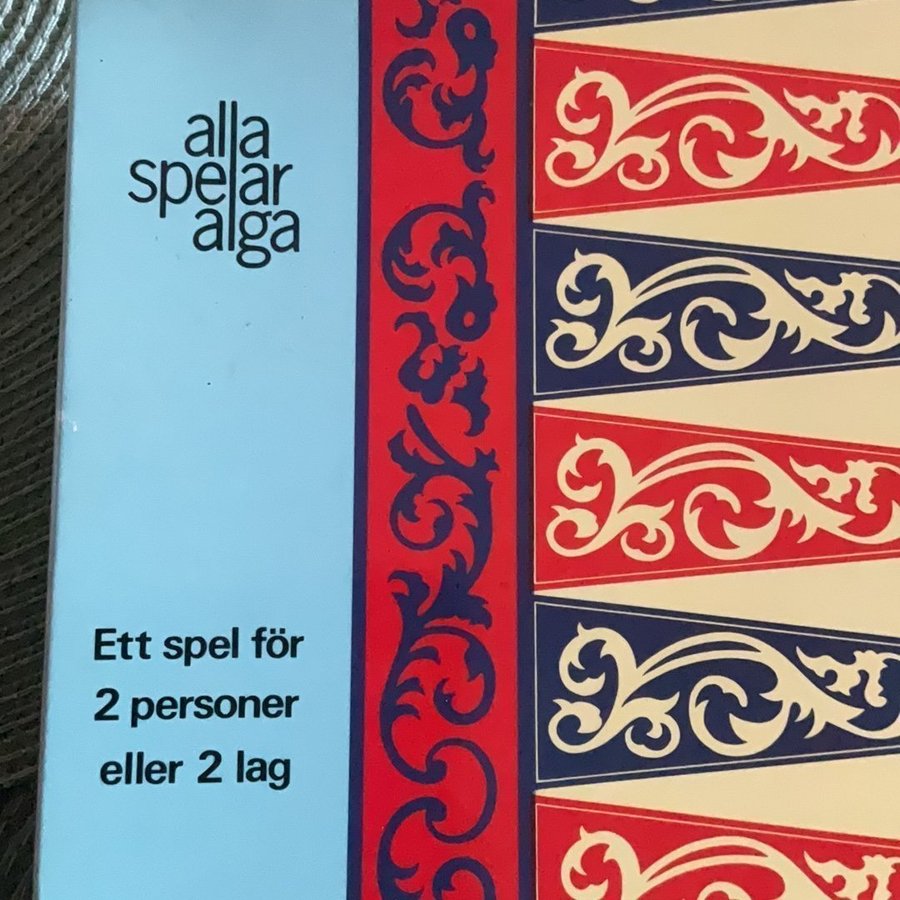 alla
spelar
alga
Ett spel för
2 personer
eller 2 lag